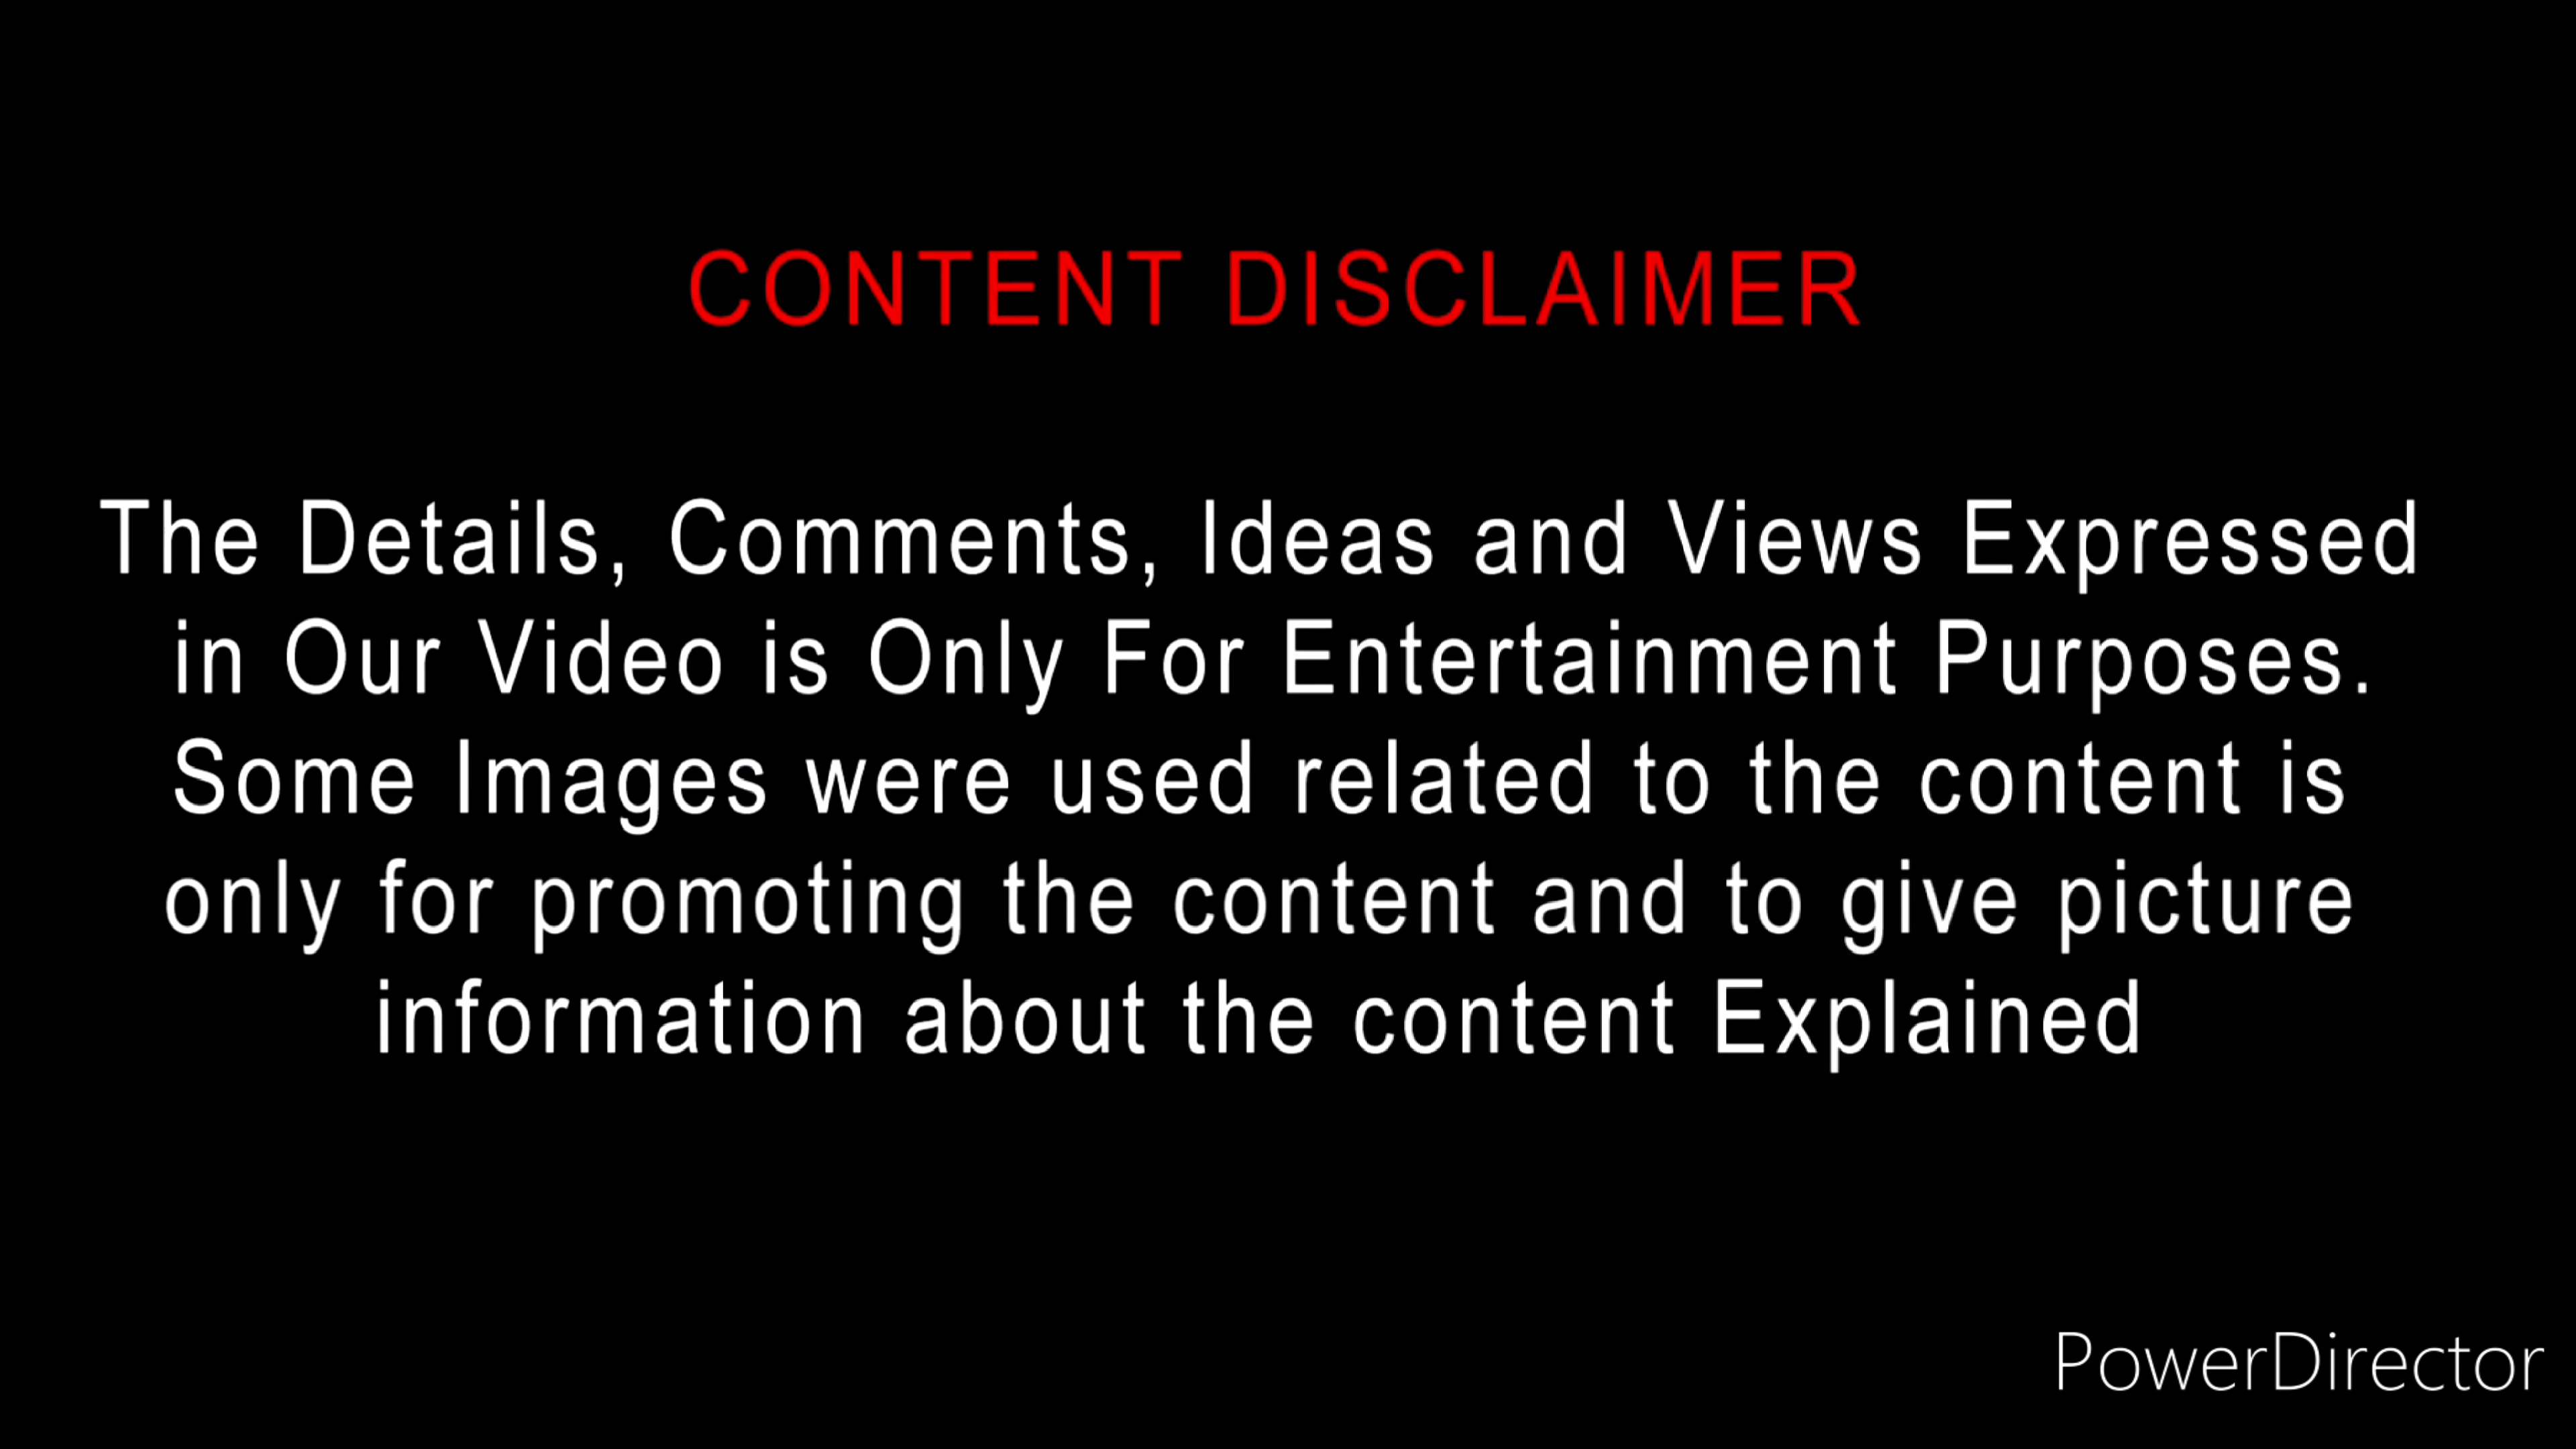 CONTENT DISCLAIMER
The Details, Comments, Ideas and Views Expressed
in Our Video is Only For Entertainment Purposes.
Some Images were used related to the content is
only for promoting the content and to give picture
information about the content Explained
PowerDirector